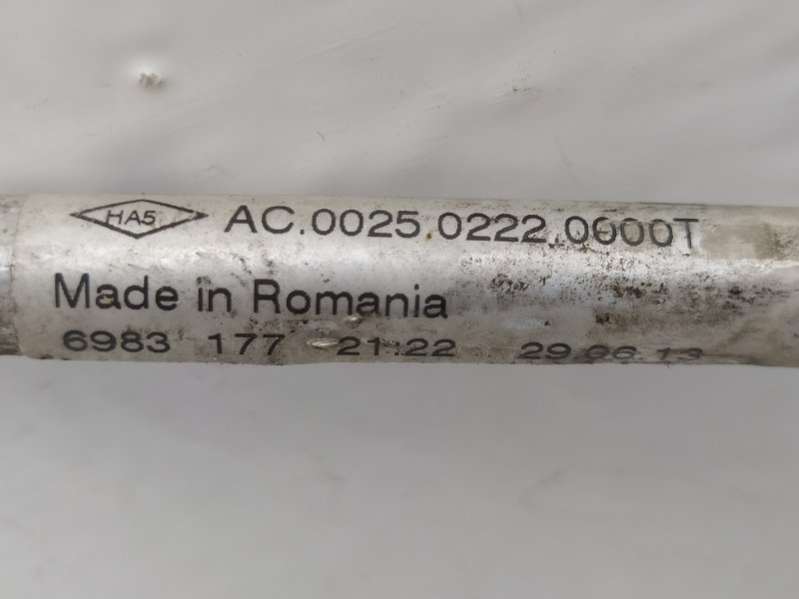 HA5 AC.0025.0222.0000T
Made in Romania
6983 177 21:22 29.06.13